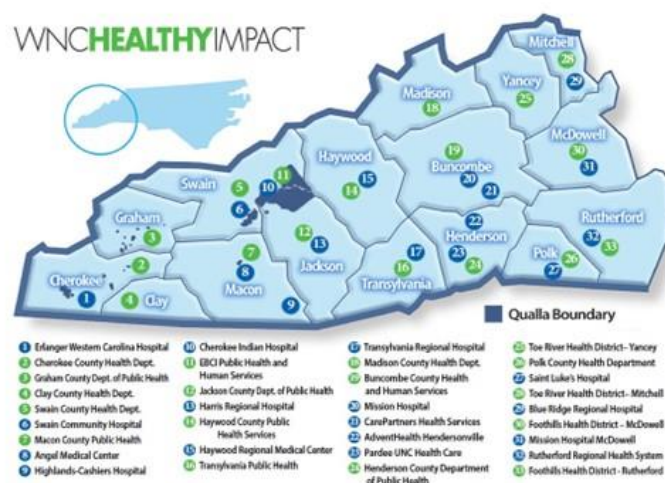 WNCHEALTHYIMPACT
Mitchell
28
29
Yancey
25
Madison
18
McDowell
30
31
19
Buncombe
20
21
Haywood
15
14
Swain
11
10
5
6
Graham
3
Rutherford
32
33
22
Henderson
23
24
Polk
26
27
12
13
Jackson
17
16
Transylvania
7
8
Macon
9
2
Cherokee
1
4
Clay
Qualla Boundary
1 Erlanger Western Carolina Hospital
2 Cherokee County Health Dept.
3 Graham County Dept. of Public Health
4 Clay County Health Dept.
5 Swain County Health Dept.
6 Swain Community Hospital
7 Macon County Public Health
8 Angel Medical Center
9 Highlands-Cashiers Hospital
10 Cherokee Indian Hospital
11 EBCI Public Health and
Human Services
12 Jackson County Dept. of Public Health
13 Harris Regional Hospital
14 Haywood County Public
Health Services
15 Haywood Regional Medical Center
16 Transylvania Public Health
17 Transylvania Regional Hospital
18 Madison County Health Dept.
19 Buncombe County Health
and Human Services
20 Mission Hospital
21 CarePartners Health Services
22 AdventHealth Hendersonville
23 Pardee UNC Health Care
24 Henderson County Department
of Public Health
25 Toe River Health District– Yancey
26 Polk County Health Department
27 Saint Luke's Hospital
28 Toe River Health District– Mitchell
29 Blue Ridge Regional Hospital
30 Foothills Health District – McDowell
31 Mission Hospital McDowell
32 Rutherford Regional Health System
33 Foothills Health District - Rutherford